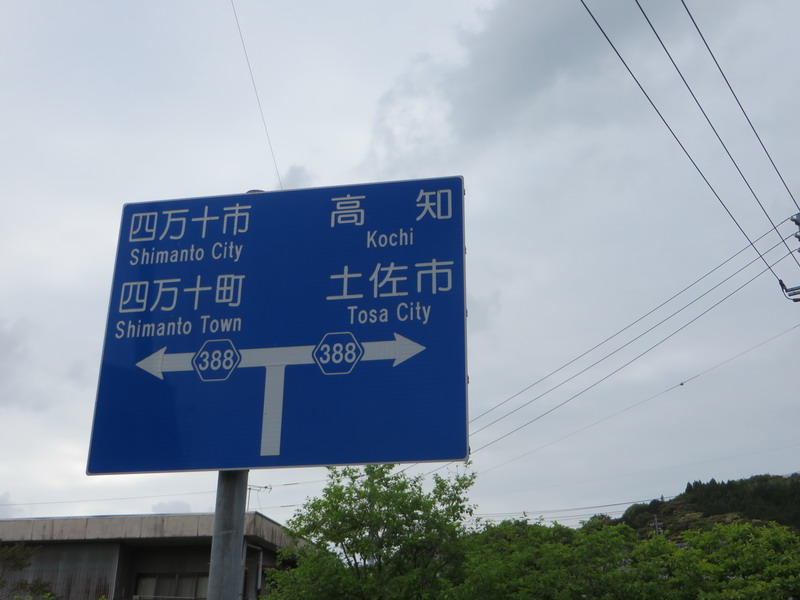 四万十市
Shimanto City
四万十町
Shimanto Town
高知
Kochi
土佐市
Tosa City
388
388